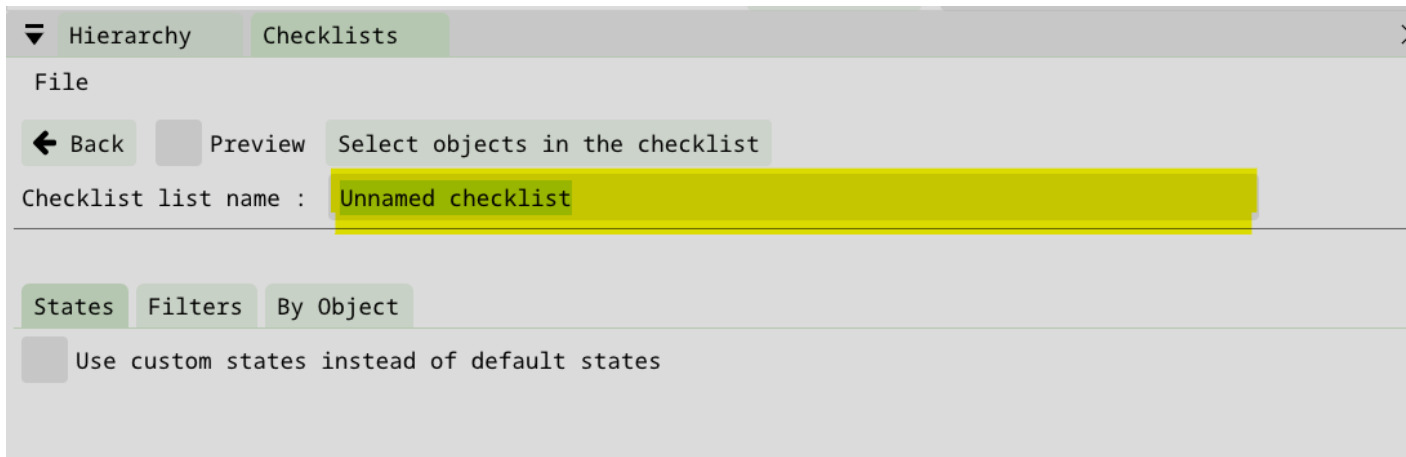 Hierarchy Checklists
File
Back Preview Select objects in the checklist
Checklist list name : Unnamed checklist
States Filters By Object
Use custom states instead of default states